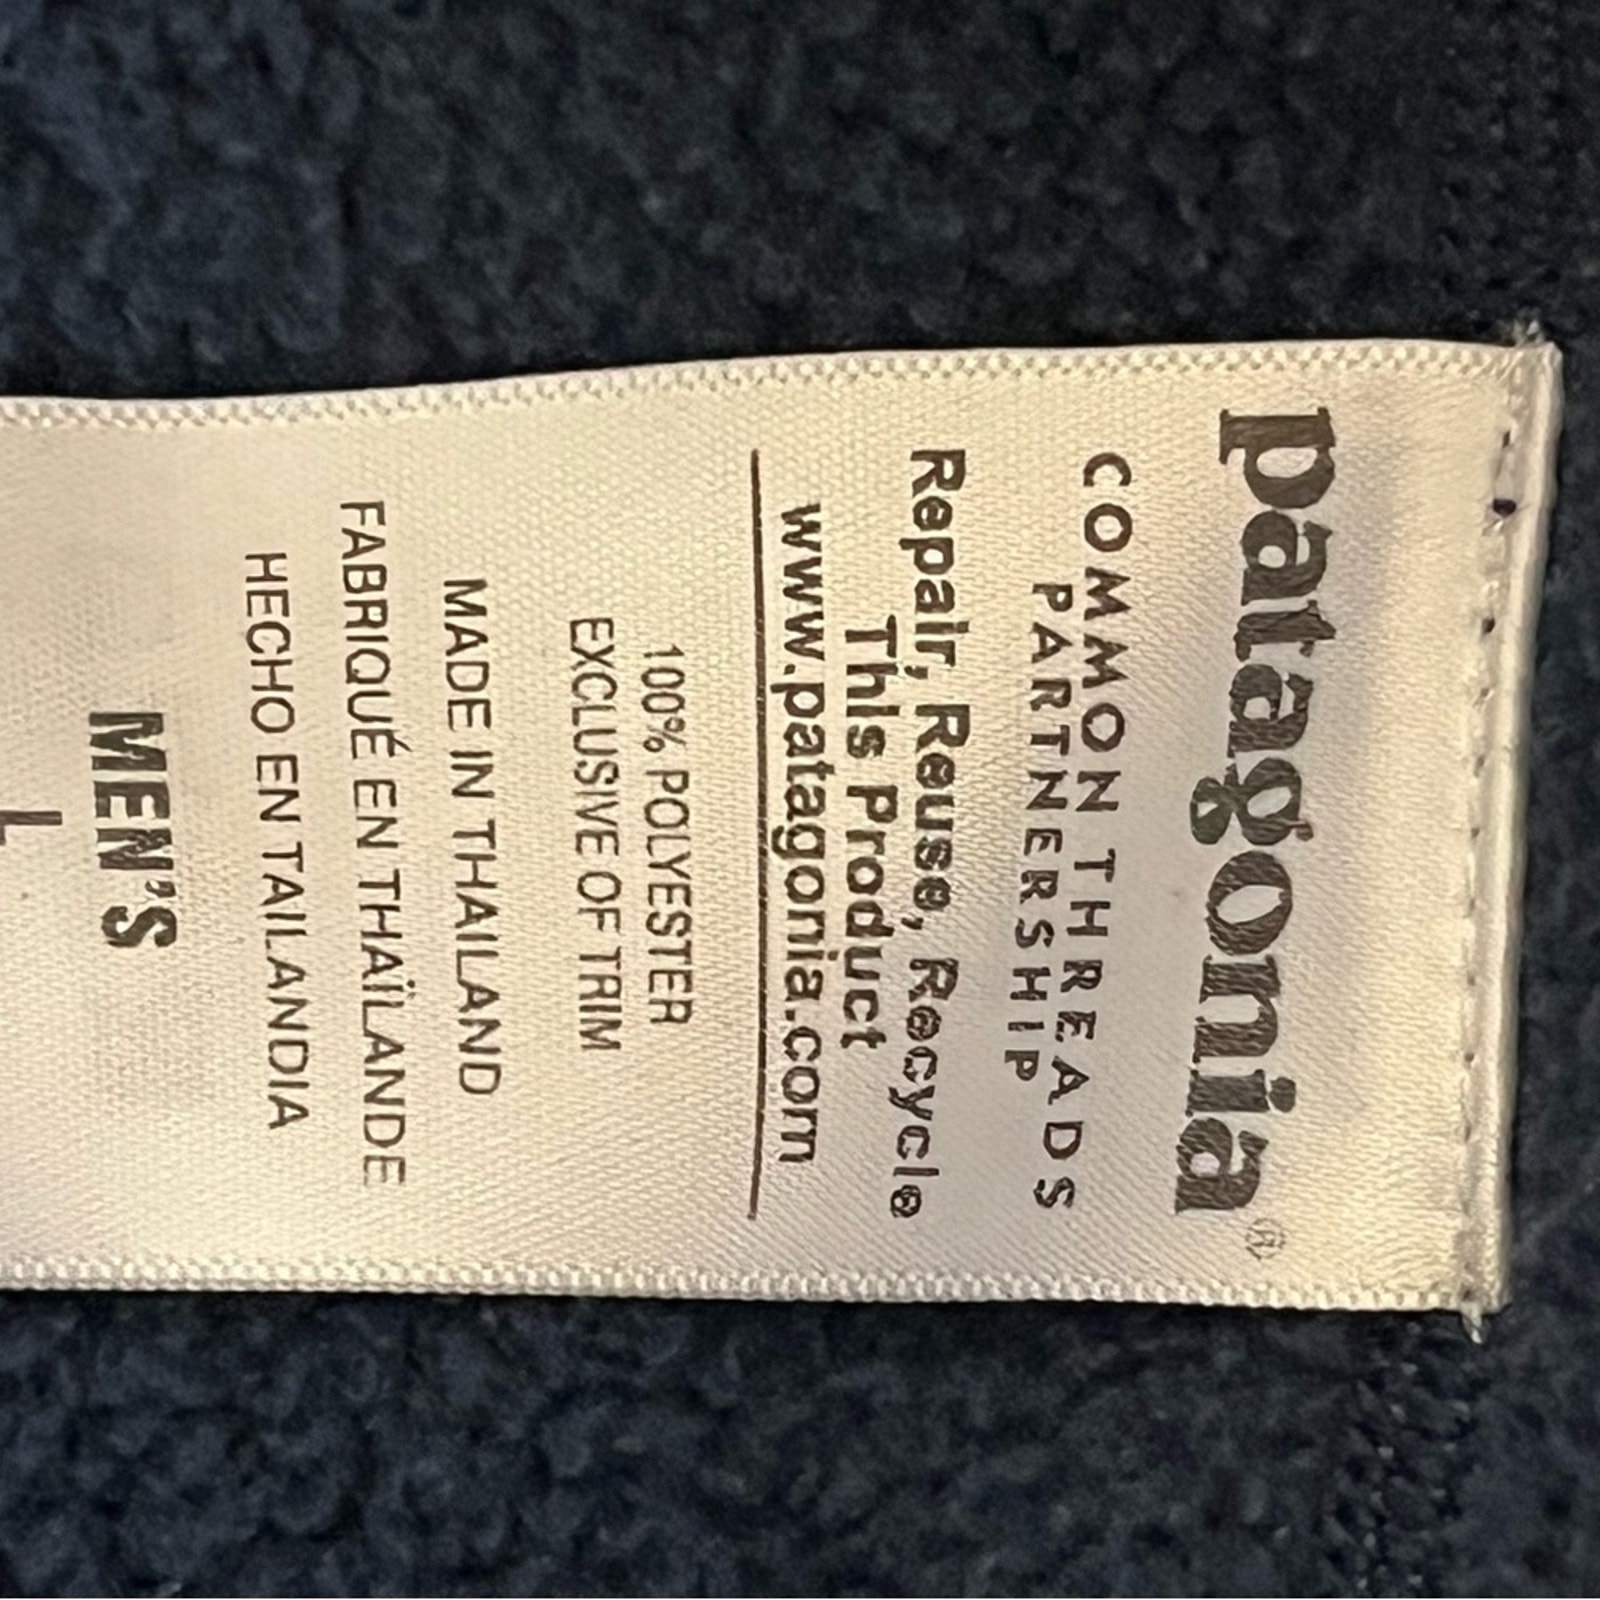 patagonia®
COMMON THREADS
PARTNERSHIP
Repair, Reuse, Recycle
This Product
www.patagonia.com
100% POLYESTER
EXCLUSIVE OF TRIM
MADE IN THAILAND
FABRIQUÉ EN THAÏLANDE
HECHO EN TAILANDIA
MEN'S
L